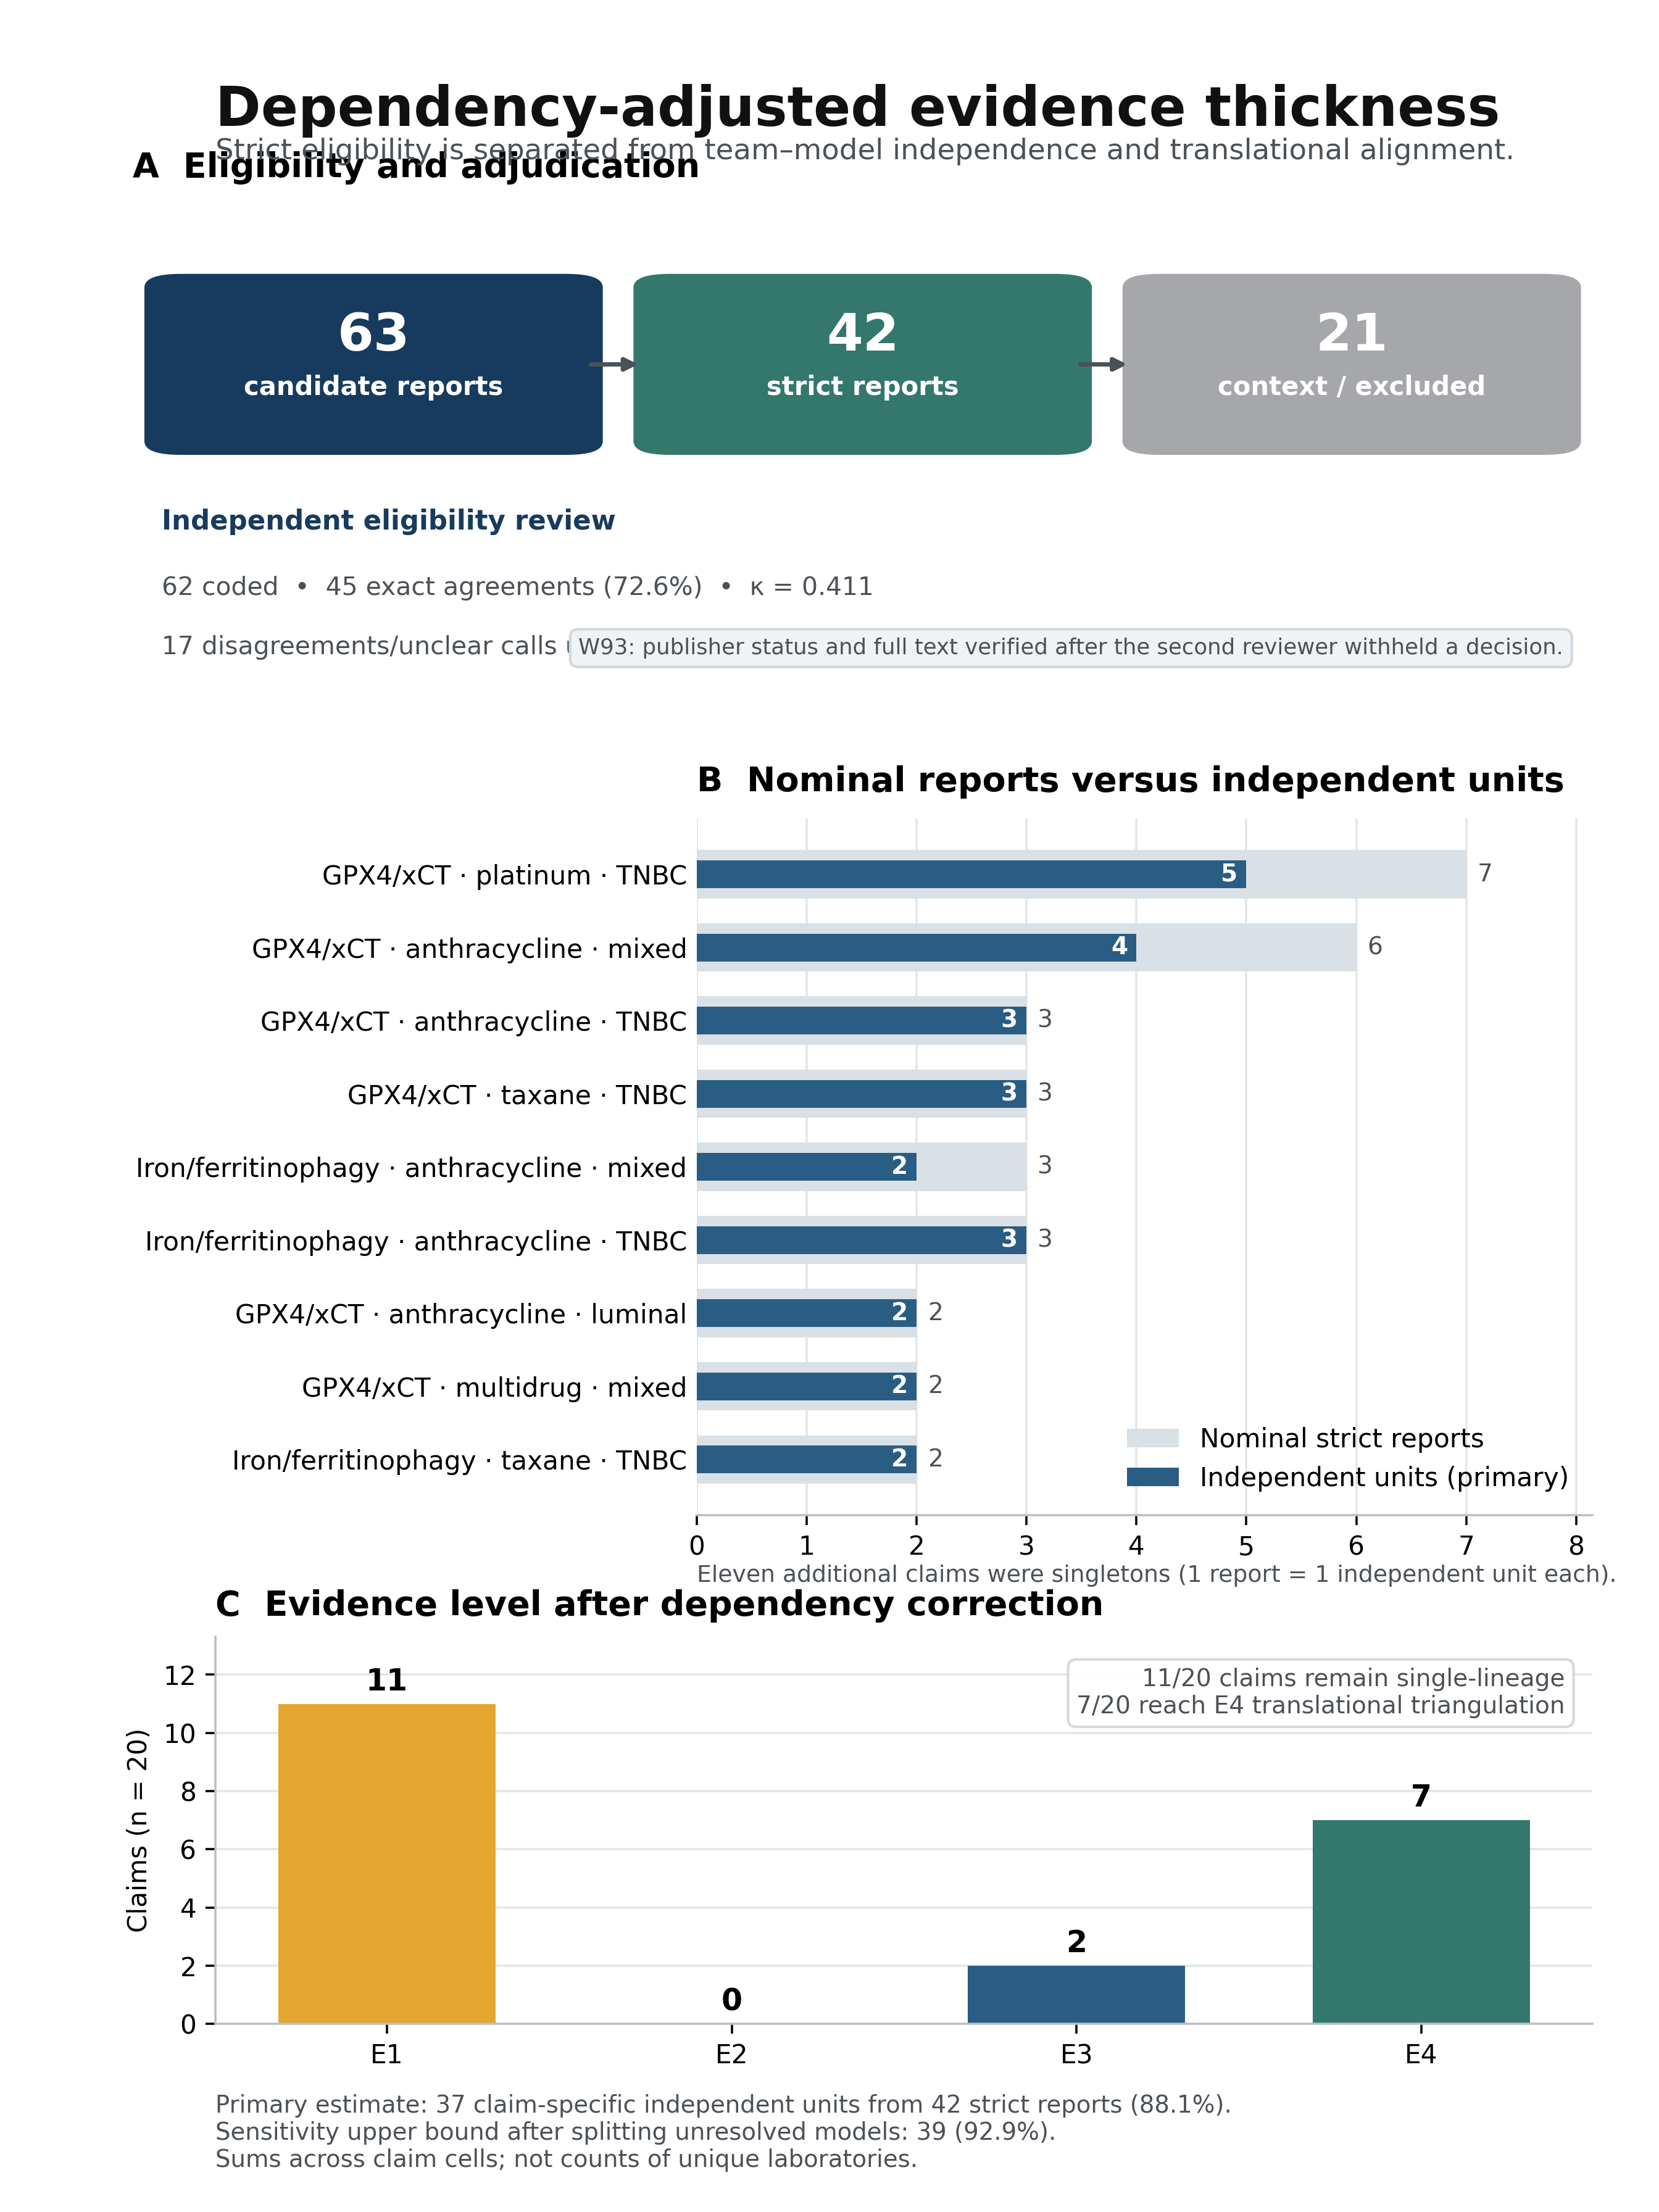 Dependency-adjusted evidence thickness
Strict eligibility is separated from team–model independence and translational alignment.
A Eligibility and adjudication
63
candidate reports
42
strict reports
21
context / excluded
Independent eligibility review
62 coded • 45 exact agreements (72.6%) • κ = 0.411
17 disagreements/unclear calls
W93: publisher status and full text verified after the second reviewer withheld a decision.
B Nominal reports versus independent units
GPX4/xCT · platinum · TNBC 5 7
GPX4/xCT · anthracycline · mixed 4 6
GPX4/xCT · anthracycline · TNBC 3 3
GPX4/xCT · taxane · TNBC 3 3
Iron/ferritinophagy · anthracycline · mixed 2 3
Iron/ferritinophagy · anthracycline · TNBC 3 3
GPX4/xCT · anthracycline · luminal 2 2
GPX4/xCT · multidrug · mixed 2 2
Iron/ferritinophagy · taxane · TNBC 2 2
Nominal strict reports
Independent units (primary)
0 1 2 3 4 5 6 7 8
Eleven additional claims were singletons (1 report = 1 independent unit each).
C Evidence level after dependency correction
Claims (n = 20)
12
10
8
6
4
2
0
11
0
2
7
11/20 claims remain single-lineage
7/20 reach E4 translational triangulation
E1 E2 E3 E4
Primary estimate: 37 claim-specific independent units from 42 strict reports (88.1%).
Sensitivity upper bound after splitting unresolved models: 39 (92.9%).
Sums across claim cells; not counts of unique laboratories.